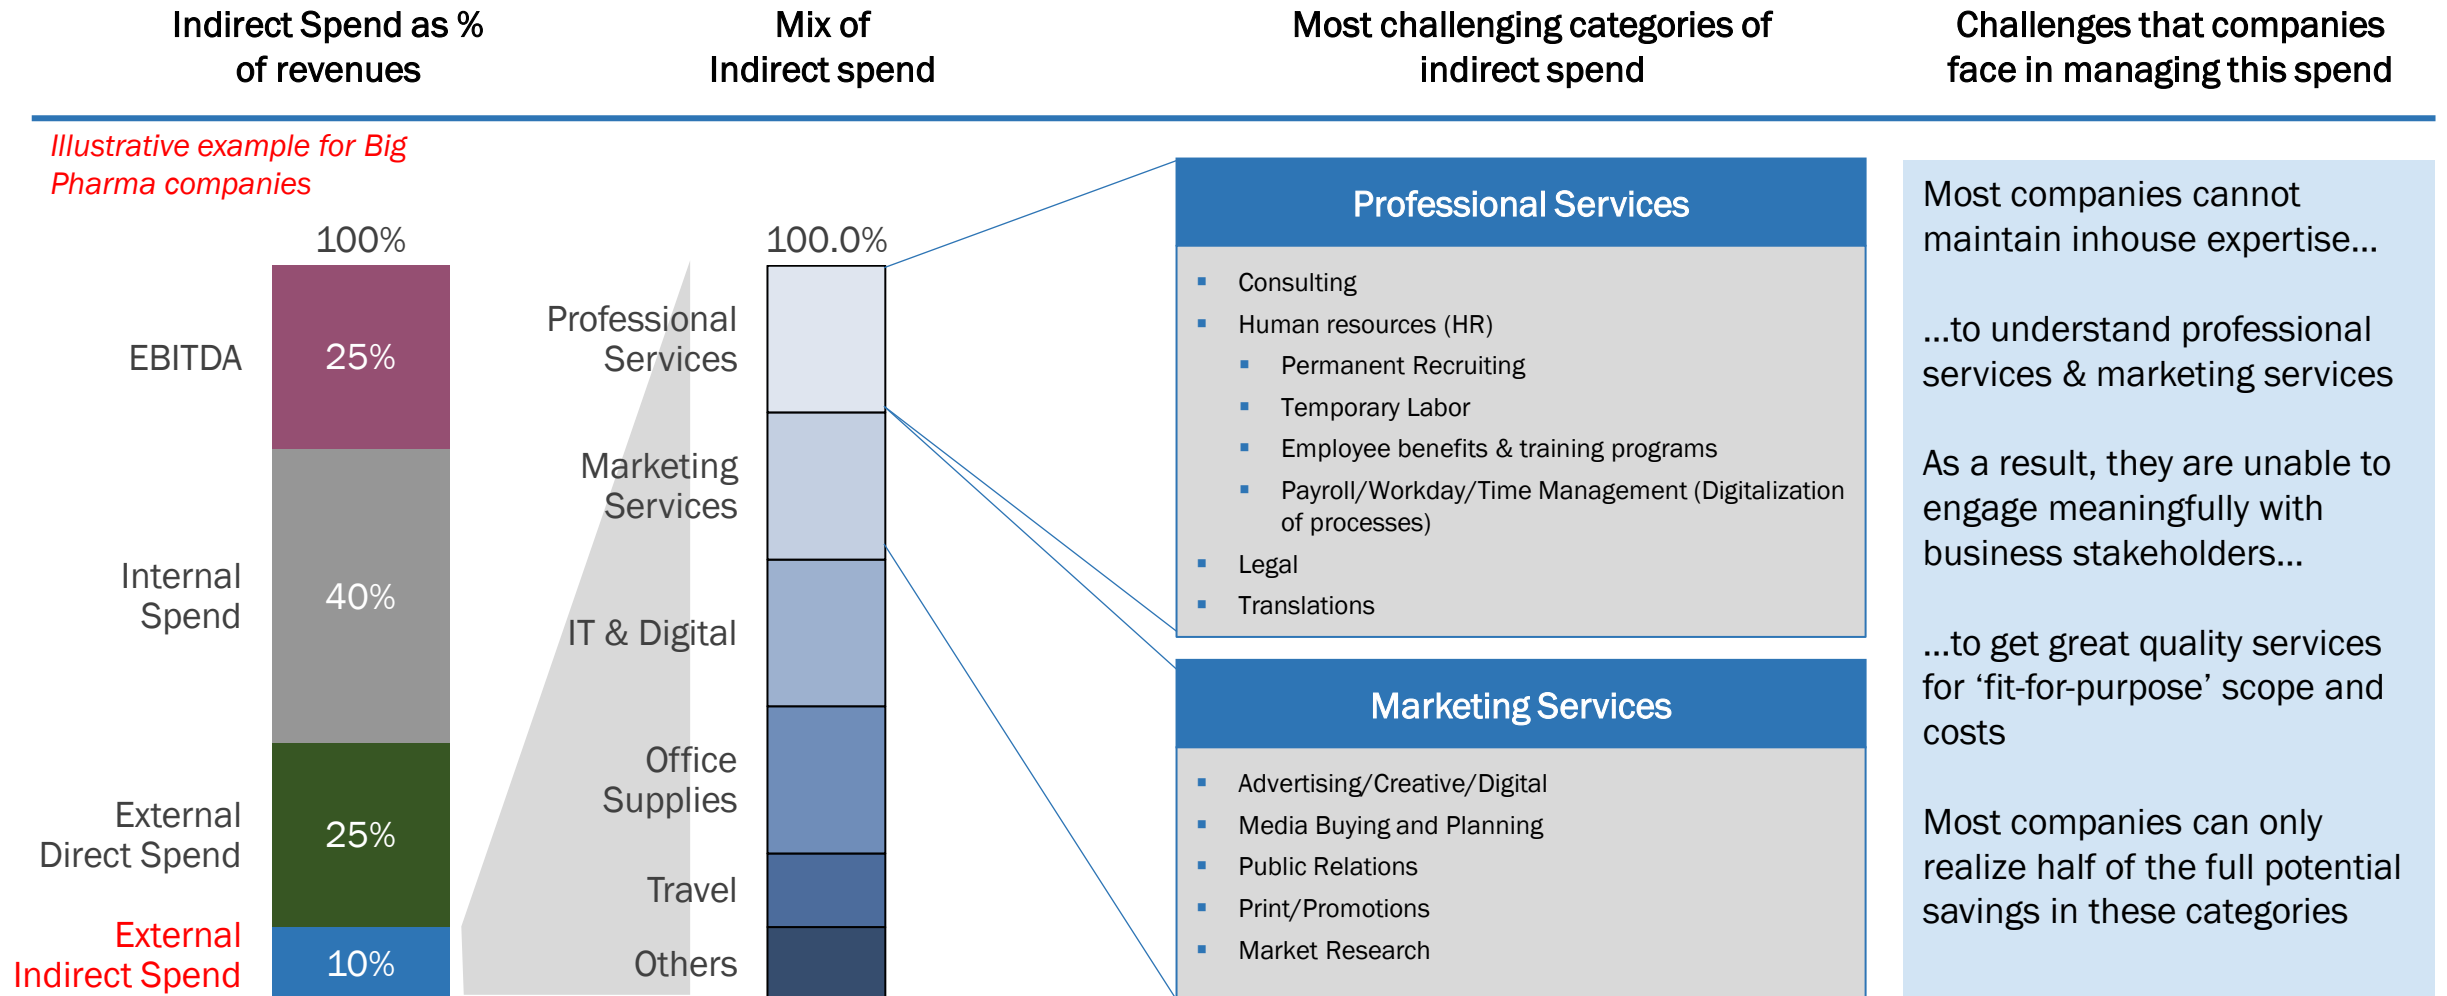 Indirect Spend as %
of revenues
Mix of
Indirect spend
Most challenging categories of
indirect spend
Challenges that companies
face in managing this spend
Illustrative example for Big
Pharma companies
100%
EBITDA
25%
Internal
Spend
40%
External
Direct Spend
25%
External
Indirect Spend
10%
100.0%
Professional
Services
Marketing
Services
IT & Digital
Office
Supplies
Travel
Others
Professional Services
▪ Consulting
▪ Human resources (HR)
▪ Permanent Recruiting
▪ Temporary Labor
▪ Employee benefits & training programs
▪ Payroll/Workday/Time Management (Digitalization
of processes)
▪ Legal
▪ Translations
Marketing Services
▪ Advertising/Creative/Digital
▪ Media Buying and Planning
▪ Public Relations
▪ Print/Promotions
▪ Market Research
Most companies cannot
maintain inhouse expertise…
…to understand professional
services & marketing services
As a result, they are unable to
engage meaningfully with
business stakeholders…
…to get great quality services
for ‘fit-for-purpose’ scope and
costs
Most companies can only
realize half of the full potential
savings in these categories